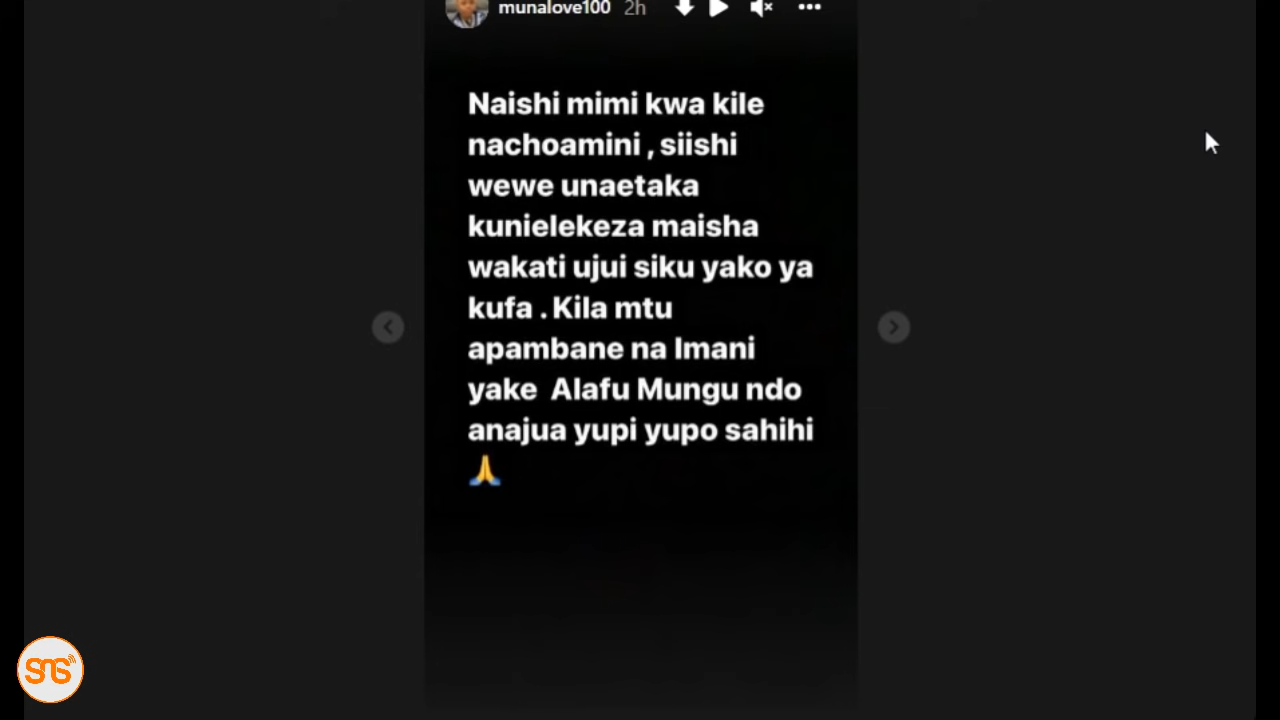 munalove100 2h
Naishi mimi kwa kile
nachoamini , siishi
wewe unaetaka
kunielekeza maisha
wakati ujui siku yako ya
kufa . Kila mtu
apambane na Imani
yake Alafu Mungu ndo
anajua yupi yupo sahihi
🙏
SNS